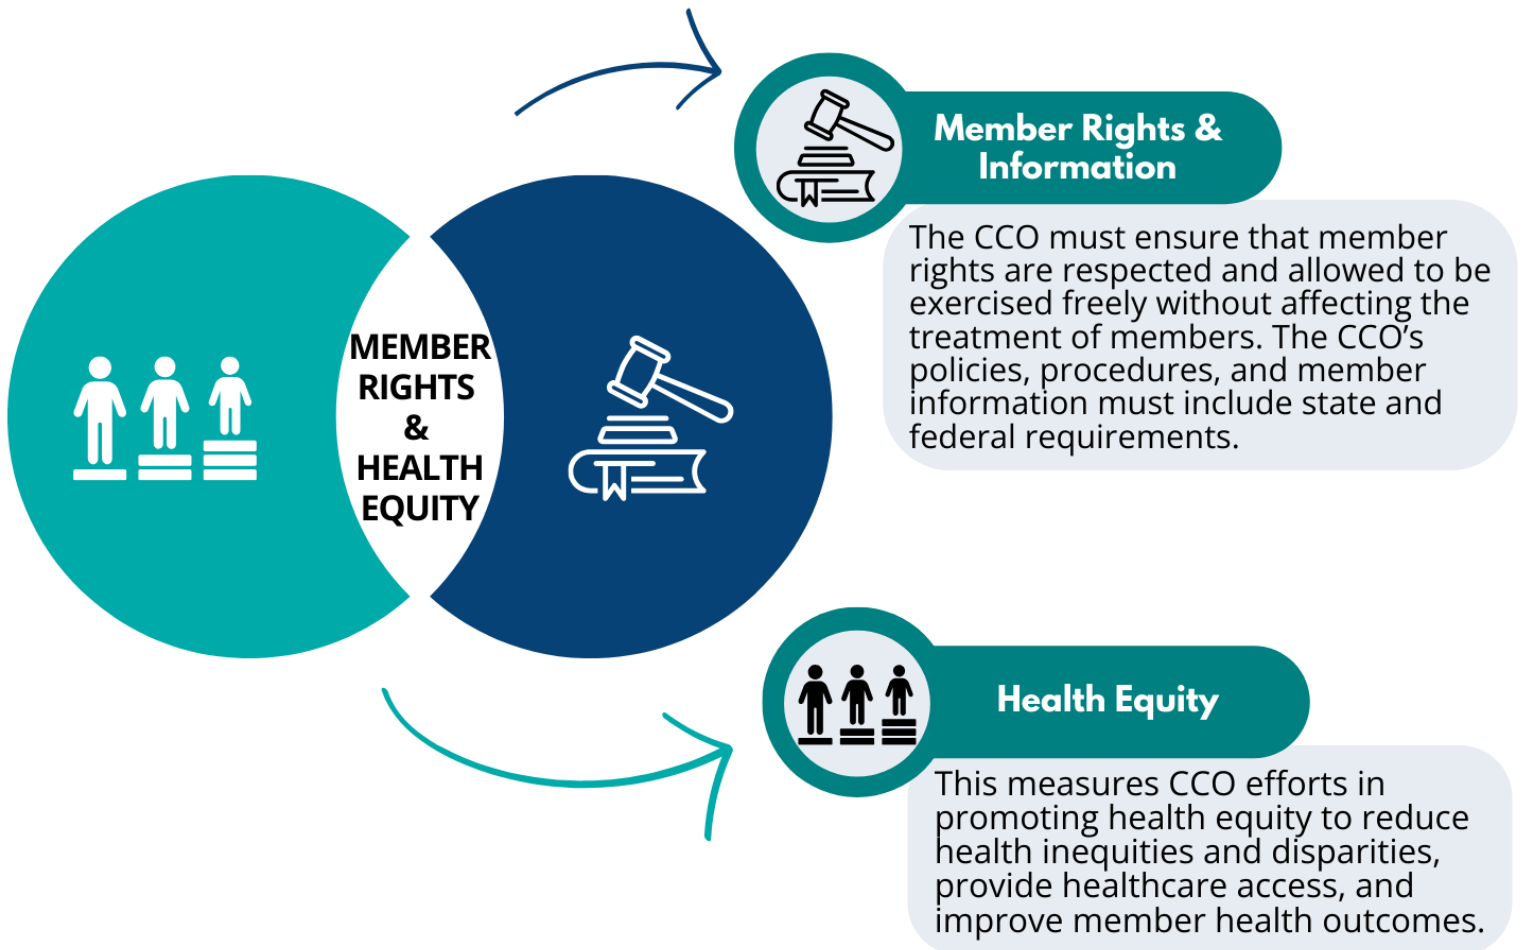 MEMBER
RIGHTS
&
HEALTH
EQUITY
Member Rights &
Information
The CCO must ensure that member
rights are respected and allowed to be
exercised freely without affecting the
treatment of members. The CCO’s
policies, procedures, and member
information must include state and
federal requirements.
Health Equity
This measures CCO efforts in
promoting health equity to reduce
health inequities and disparities,
provide healthcare access, and
improve member health outcomes.